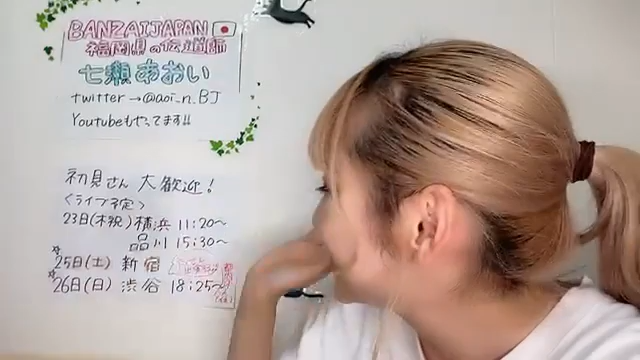 BANZAI JAPAN
福岡県の伝道師
七瀬あおい
twitter→@aoi_n_BJ
Youtubeもやってます!!
初見さん 大歓迎!
<ライブ予定>
23日(木祝) 横浜 11:20〜
品川 15:30〜
25日(土) 新宿
26日(日) 渋谷 18:25〜